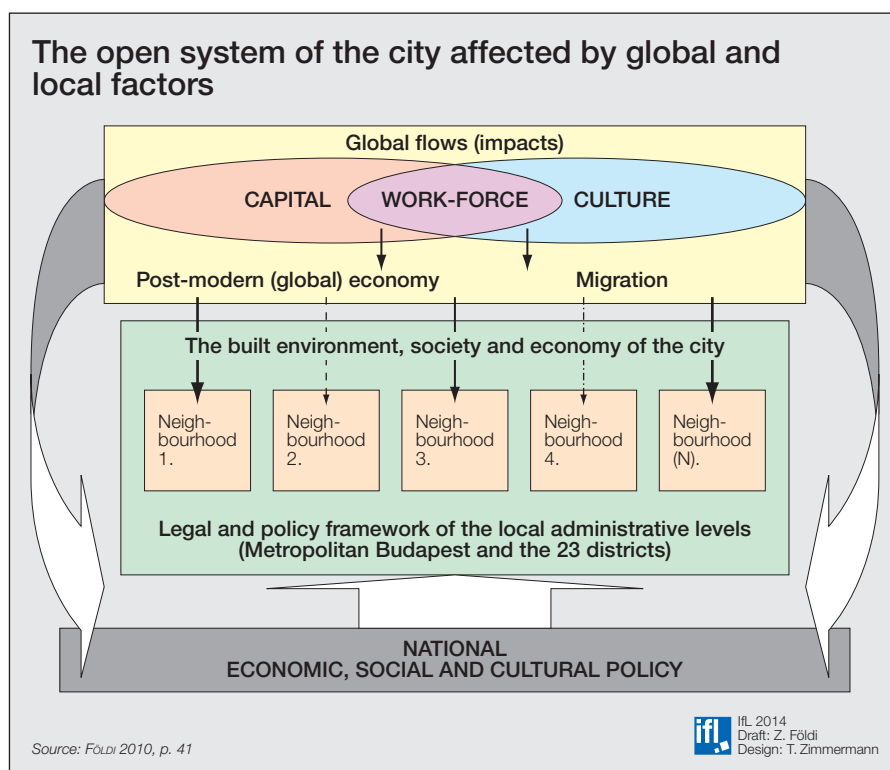 The open system of the city affected by global and
local factors
Global flows (impacts)
CAPITAL WORK-FORCE CULTURE
Post-modern (global) economy Migration
The built environment, society and economy of the city
Neigh-
bourhood
1.
Neigh-
bourhood
2.
Neigh-
bourhood
3.
Neigh-
bourhood
4.
Neigh-
bourhood
(N).
Legal and policy framework of the local administrative levels
(Metropolitan Budapest and the 23 districts)
NATIONAL
ECONOMIC, SOCIAL AND CULTURAL POLICY
Source: FÖLDI 2010, p. 41
ifl
IfL 2014
Draft: Z. Földi
Design: T. Zimmermann